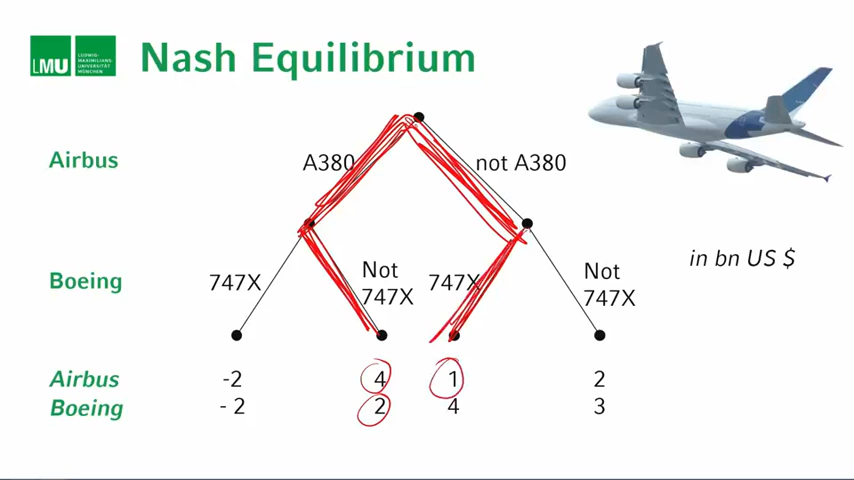 LMU
LUDWIG-
MAXIMILIANS-
UNIVERSITÄT
MÜNCHEN
Nash Equilibrium
Airbus
A380
not A380
in bn US $
Boeing
747X
Not
747X
747X
Not
747X
Airbus -2 4 1 2
Boeing - 2 2 4 3